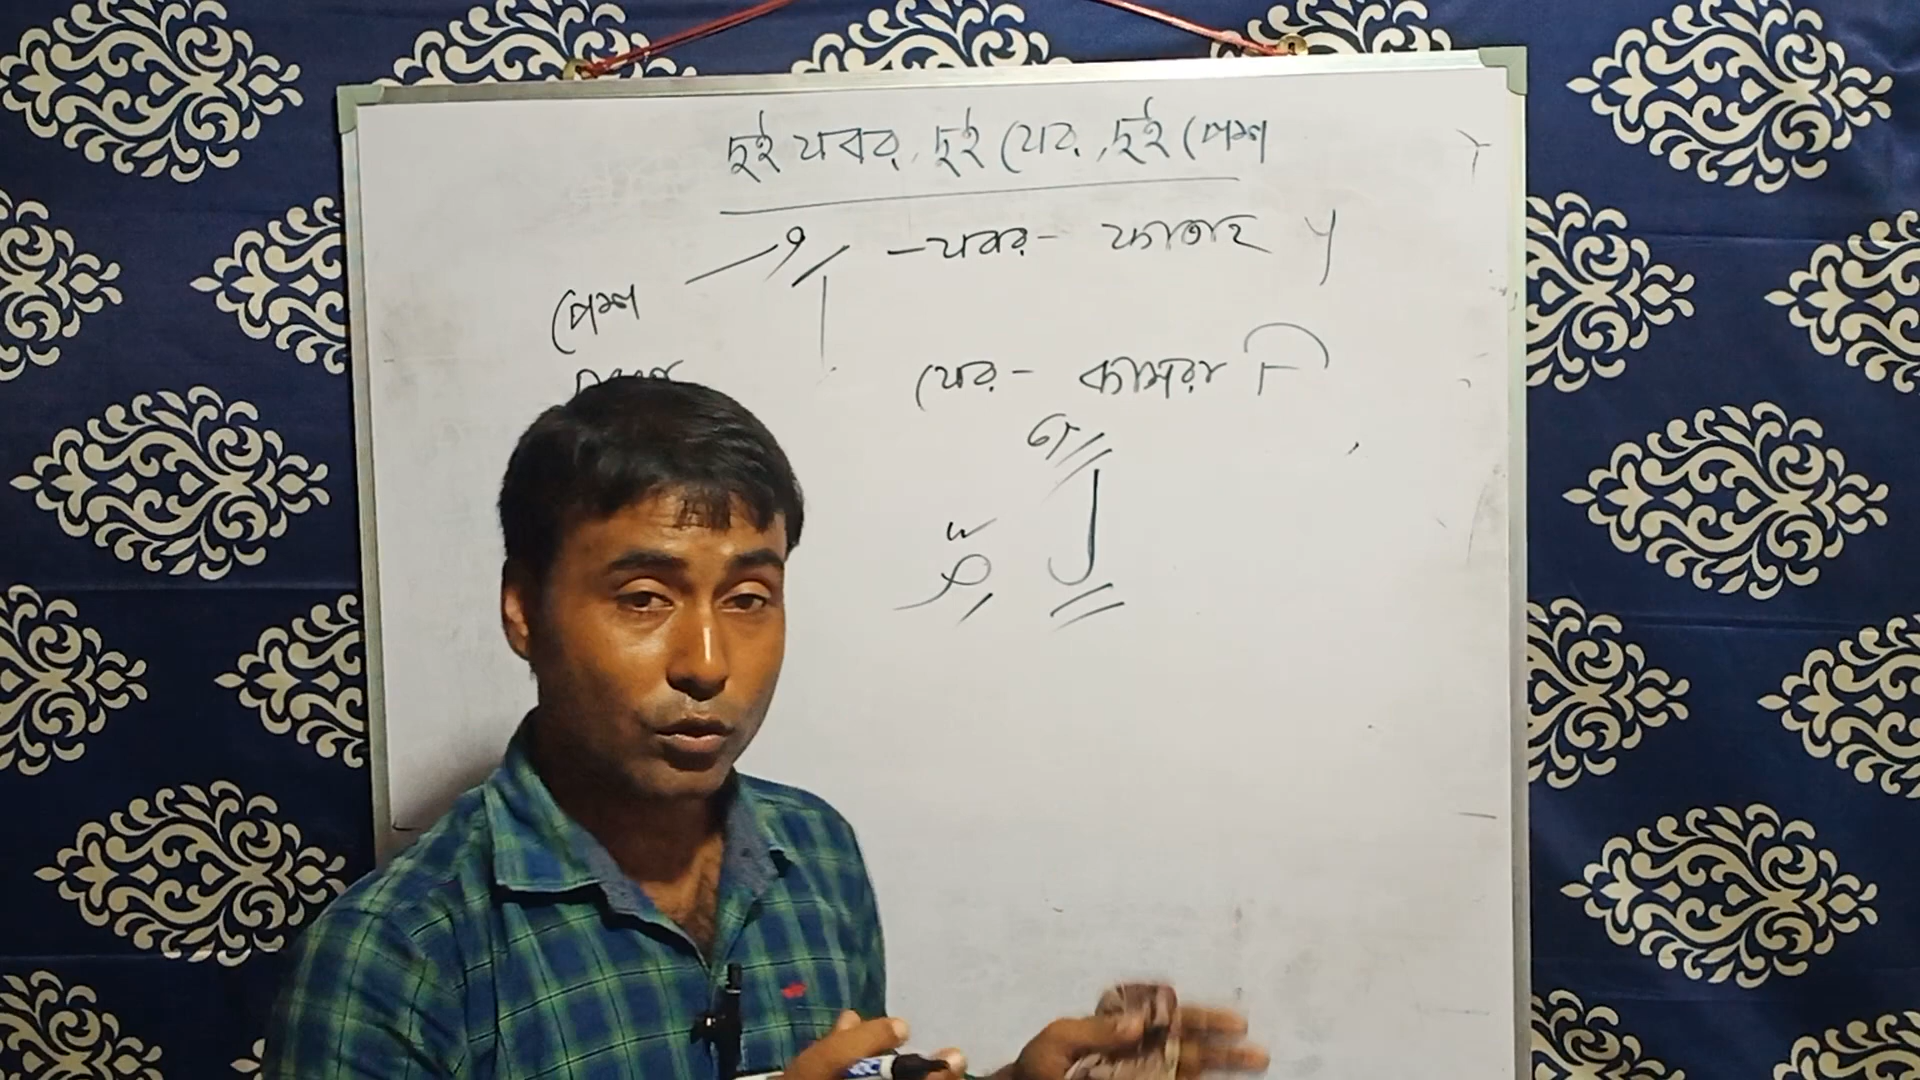 দুই যবর, দুই যের, দুই পেশ
– যবর – ফাতাহ
পেশ
যের – কাসরা